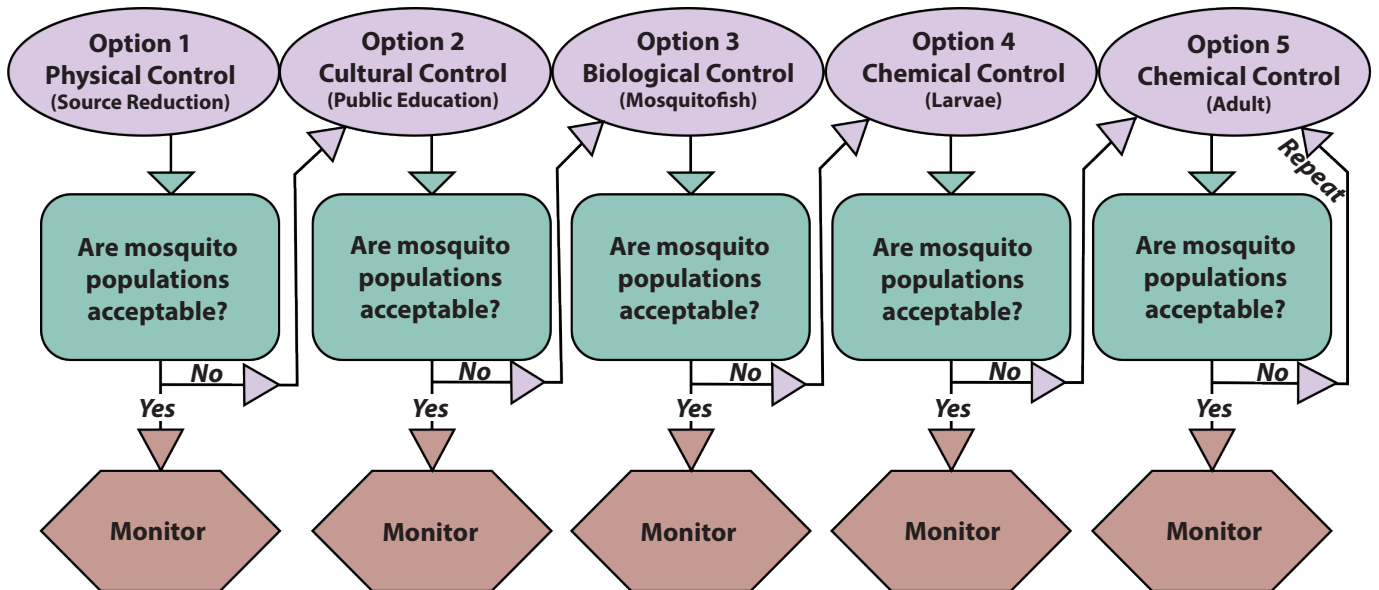 Option 1
Physical Control
(Source Reduction)
Option 2
Cultural Control
(Public Education)
Option 3
Biological Control
(Mosquitofish)
Option 4
Chemical Control
(Larvae)
Option 5
Chemical Control
(Adult)
Repeat
Are mosquito
populations
acceptable?
Are mosquito
populations
acceptable?
Are mosquito
populations
acceptable?
Are mosquito
populations
acceptable?
Are mosquito
populations
acceptable?
No
No
No
No
No
Yes
Yes
Yes
Yes
Yes
Monitor
Monitor
Monitor
Monitor
Monitor